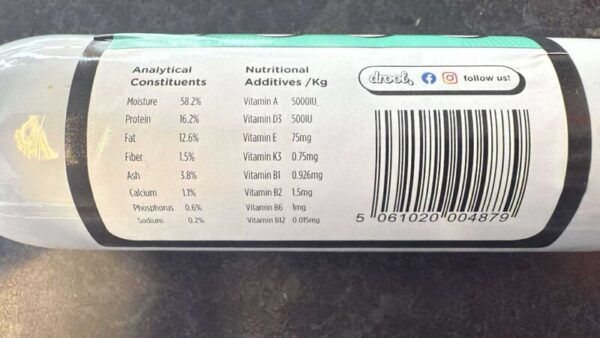 Analytical
Constituents
Moisture 58.2%
Protein 16.2%
Fat 12.6%
Fiber 1.5%
Ash 3.8%
Calcium 1.1%
Phosphorus 0.6%
Sodium 0.2%
Nutritional
Additives /Kg
Vitamin A 5000IU,
Vitamin D3 500IU
Vitamin E 75mg
Vitamin K3 0.75mg
Vitamin B1 0.926mg
Vitamin B2 1.5mg
Vitamin B6 1mg
Vitamin B12 0.015mg
drool, follow us!
5 061020 004879